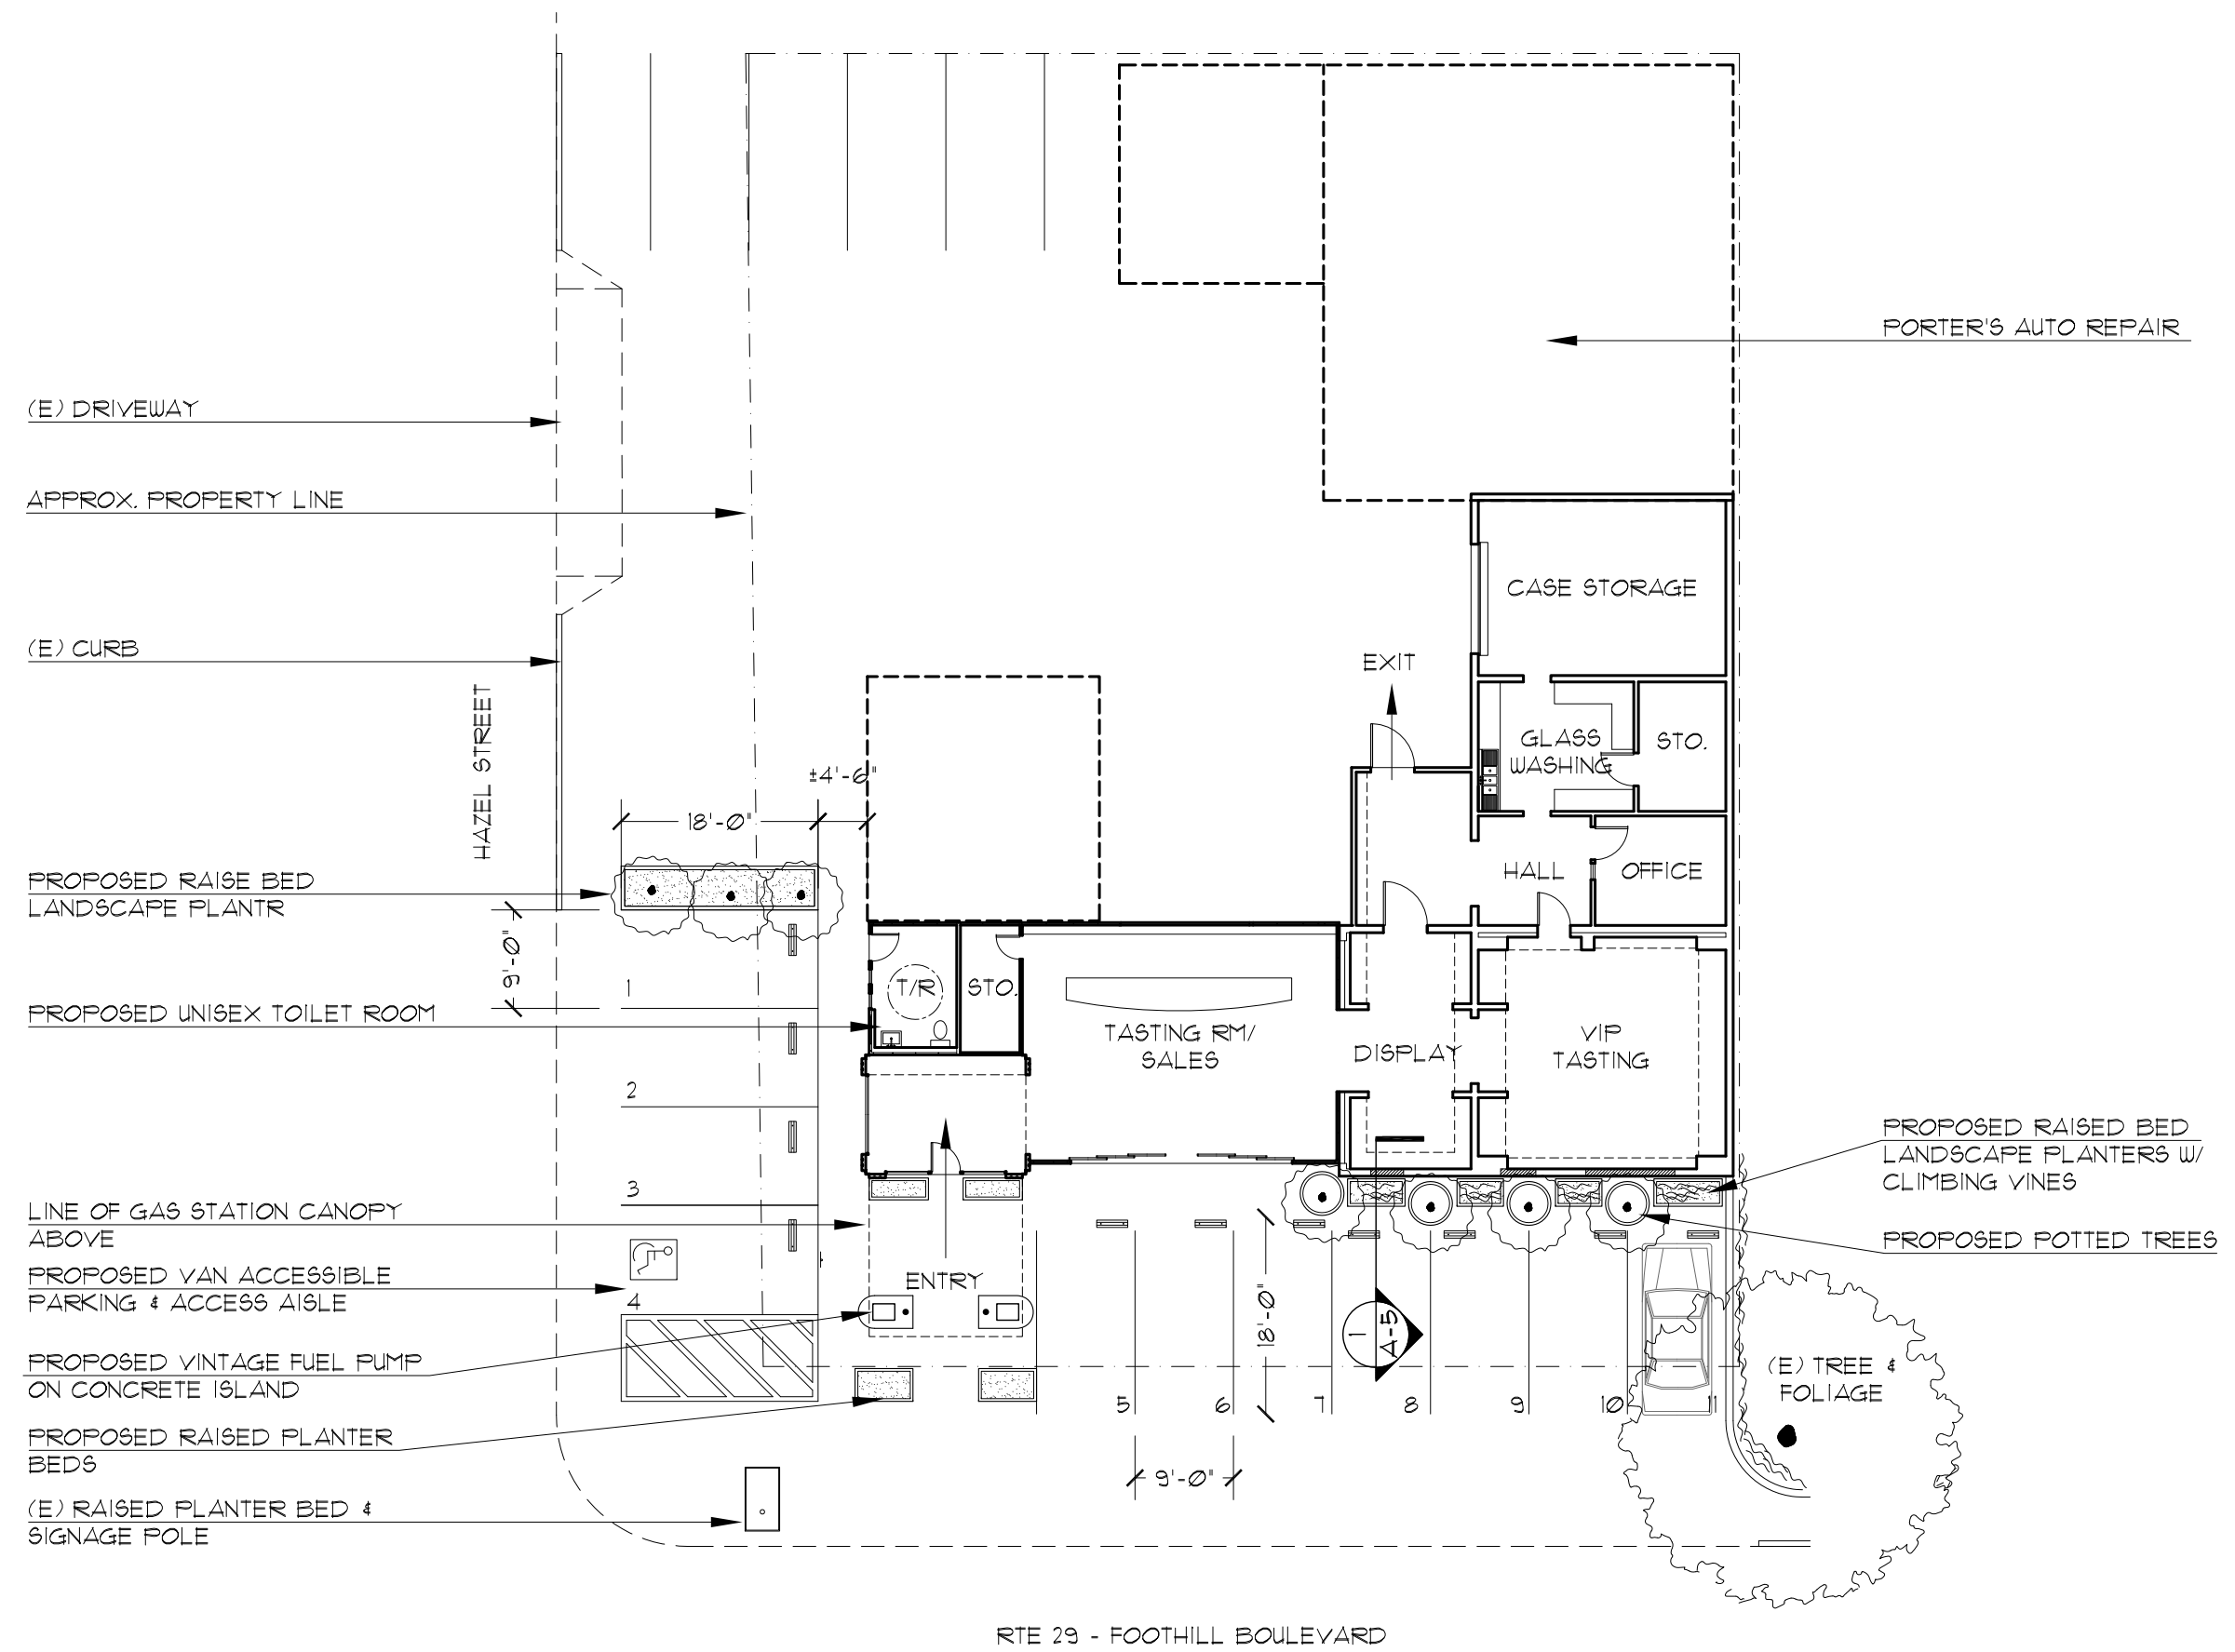 PORTER'S AUTO REPAIR
(E) DRIVEWAY
APPROX. PROPERTY LINE
CASE STORAGE
(E) CURB
EXIT
HAZEL STREET
GLASS
WASHING
STO.
±4'-6"
18'-0"
HALL
OFFICE
PROPOSED RAISE BED
LANDSCAPE PLANTR
9'-0"
1
T/R
STO.
PROPOSED UNISEX TOILET ROOM
TASTING RM/
SALES
DISPLAY
VIP
TASTING
2
PROPOSED RAISED BED
LANDSCAPE PLANTERS W/
CLIMBING VINES
3
LINE OF GAS STATION CANOPY
ABOVE
PROPOSED POTTED TREES
PROPOSED VAN ACCESSIBLE
PARKING & ACCESS AISLE
4
ENTRY
18'-0"
1
A-5
PROPOSED VINTAGE FUEL PUMP
ON CONCRETE ISLAND
(E) TREE &
FOLIAGE
5
6
7
8
9
10
11
PROPOSED RAISED PLANTER
BEDS
9'-0"
(E) RAISED PLANTER BED &
SIGNAGE POLE
RTE 29 - FOOTHILL BOULEVARD